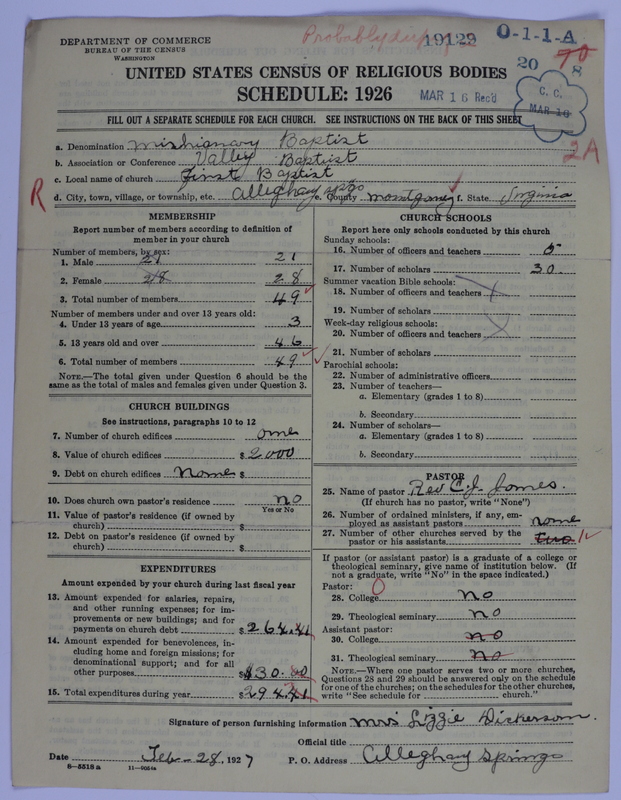 DEPARTMENT OF COMMERCE
BUREAU OF THE CENSUS
WASHINGTON
Probably
19129
0-1-1-A
70
20 8
UNITED STATES CENSUS OF RELIGIOUS BODIES
SCHEDULE: 1926
MAR 16 Rec'd
C. C.
MAR 16
FILL OUT A SEPARATE SCHEDULE FOR EACH CHURCH. SEE INSTRUCTIONS ON THE BACK OF THIS SHEET
2A
a. Denomination Mishionary Baptist
b. Association or Conference Valley Baptist
c. Local name of church First Baptist
R
d. City, town, village, or township, etc. Alleghany Spgs e. County Montgomery f. State Virginia
MEMBERSHIP
Report number of members according to definition of member in your church
Number of members, by sex:
1. Male 21 21
2. Female 28 28
3. Total number of members 49
Number of members under and over 13 years old:
4. Under 13 years of age 3
5. 13 years old and over 46
6. Total number of members 49
NOTE.—The total given under Question 6 should be the
same as the total of males and females given under Question 3.
CHURCH BUILDINGS
See instructions, paragraphs 10 to 12
7. Number of church edifices one
8. Value of church edifices $ 2000
9. Debt on church edifices None $
10. Does church own pastor's residence no
Yes or No
11. Value of pastor's residence (if owned by
church) $
12. Debt on pastor's residence (if owned by
church) $
EXPENDITURES
Amount expended by your church during last fiscal year
13. Amount expended for salaries, repairs,
and other running expenses; for im-
provements or new buildings; and for
payments on church debt $ 264.41
14. Amount expended for benevolences, in-
cluding home and foreign missions; for
denominational support; and for all
other purposes $ $30.00
15. Total expenditures during year $ 294.41
CHURCH SCHOOLS
Report here only schools conducted by this church
Sunday schools:
16. Number of officers and teachers 5
17. Number of scholars 30
Summer vacation Bible schools:
18. Number of officers and teachers
19. Number of scholars
Week-day religious schools:
20. Number of officers and teachers
21. Number of scholars
Parochial schools:
22. Number of administrative officers
23. Number of teachers—
a. Elementary (grades 1 to 8)
b. Secondary
24. Number of scholars—
a. Elementary (grades 1 to 8)
b. Secondary
PASTOR
25. Name of pastor Rev C. J. Jones.
(If church has no pastor, write "None")
26. Number of ordained ministers, if any, em-
ployed as assistant pastors none
27. Number of other churches served by the
pastor or his assistants Two 1
If pastor (or assistant pastor) is a graduate of a college or
theological seminary, give name of institution below. (If
not a graduate, write "No" in the space indicated.)
Pastor: 0
28. College no
29. Theological seminary no
Assistant pastor:
30. College no
31. Theological seminary no
NOTE.—Where one pastor serves two or more churches,
Questions 28 and 29 should be answered only on the schedule
for one of the churches; on the schedules for the other churches,
write "See schedule for church."
Signature of person furnishing information Mrs Lizzie Dickerson.
Official title
Date Feb-28, 1927 P. O. Address Alleghany Springs
8-5518a 11-9054a